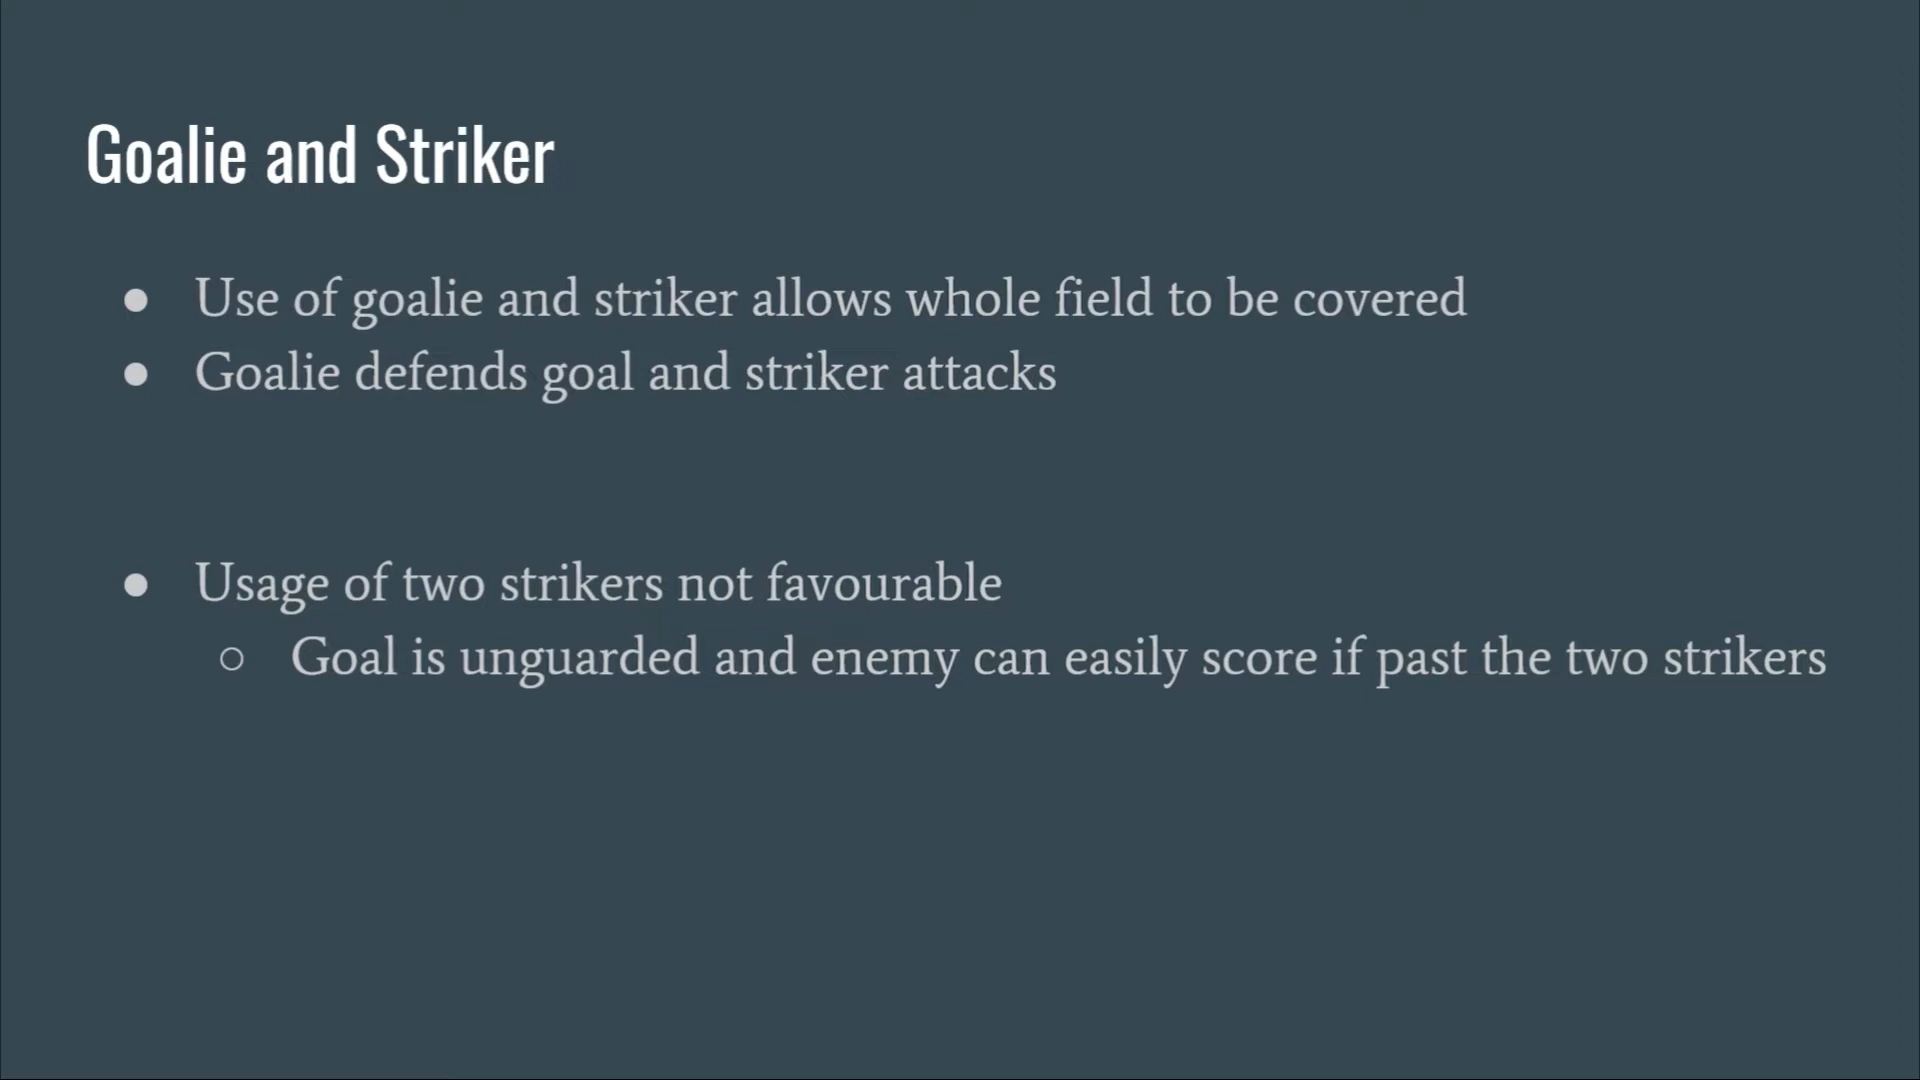 Goalie and Striker
● Use of goalie and striker allows whole field to be covered
● Goalie defends goal and striker attacks
● Usage of two strikers not favourable
○ Goal is unguarded and enemy can easily score if past the two strikers